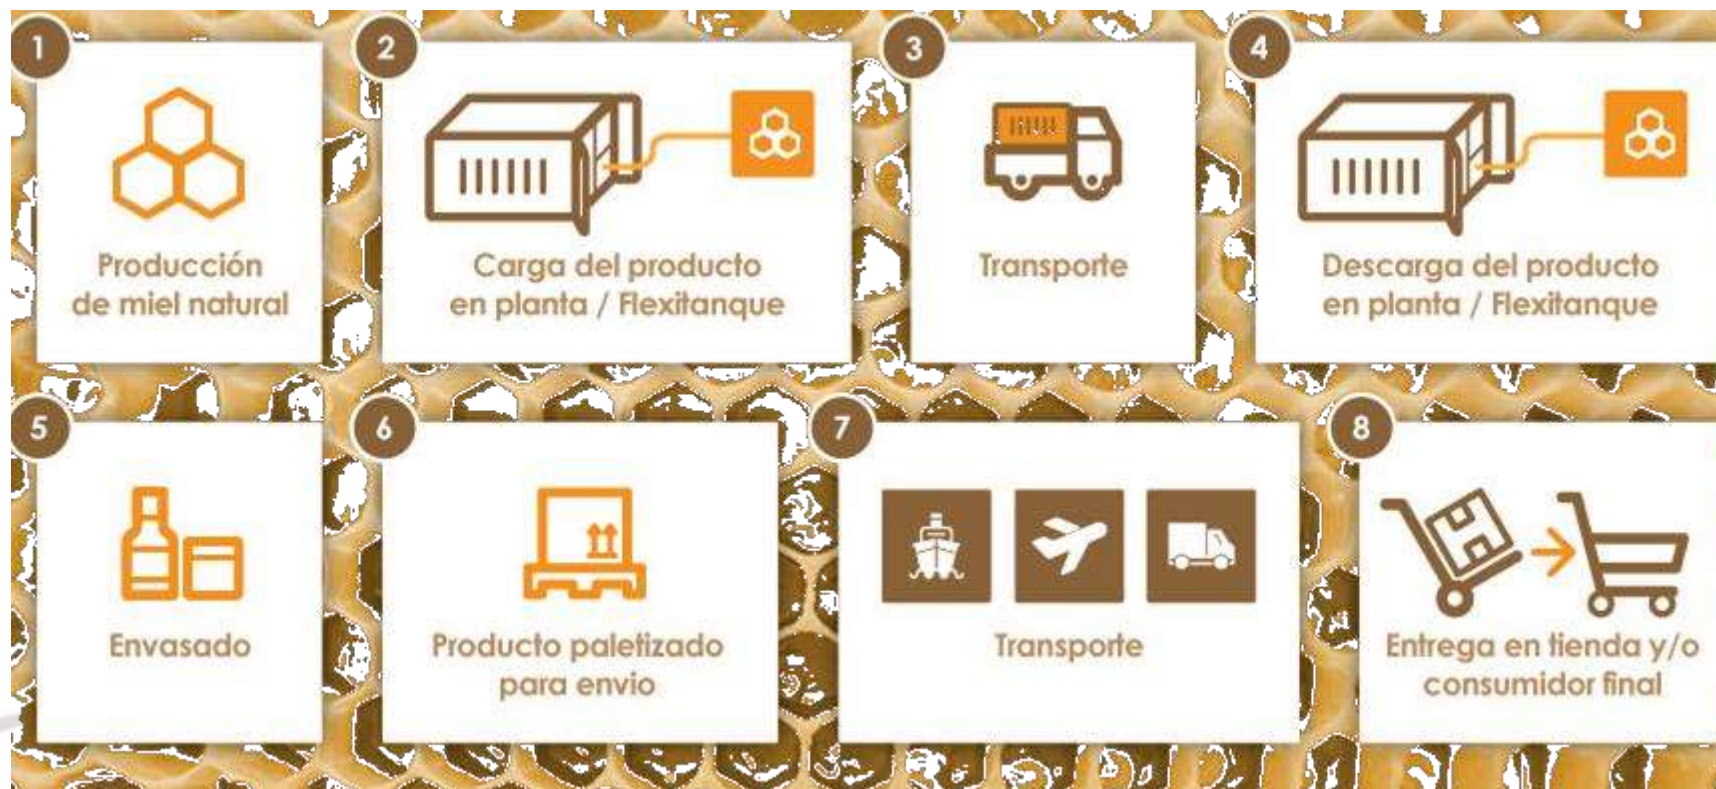 1
Producción
de miel natural
2
Carga del producto
en planta / Flexitanque
3
Transporte
4
Descarga del producto
en planta / Flexitanque
5
Envasado
6
Producto paletizado
para envio
7
Transporte
8
Entrega en tienda y/o
consumidor final